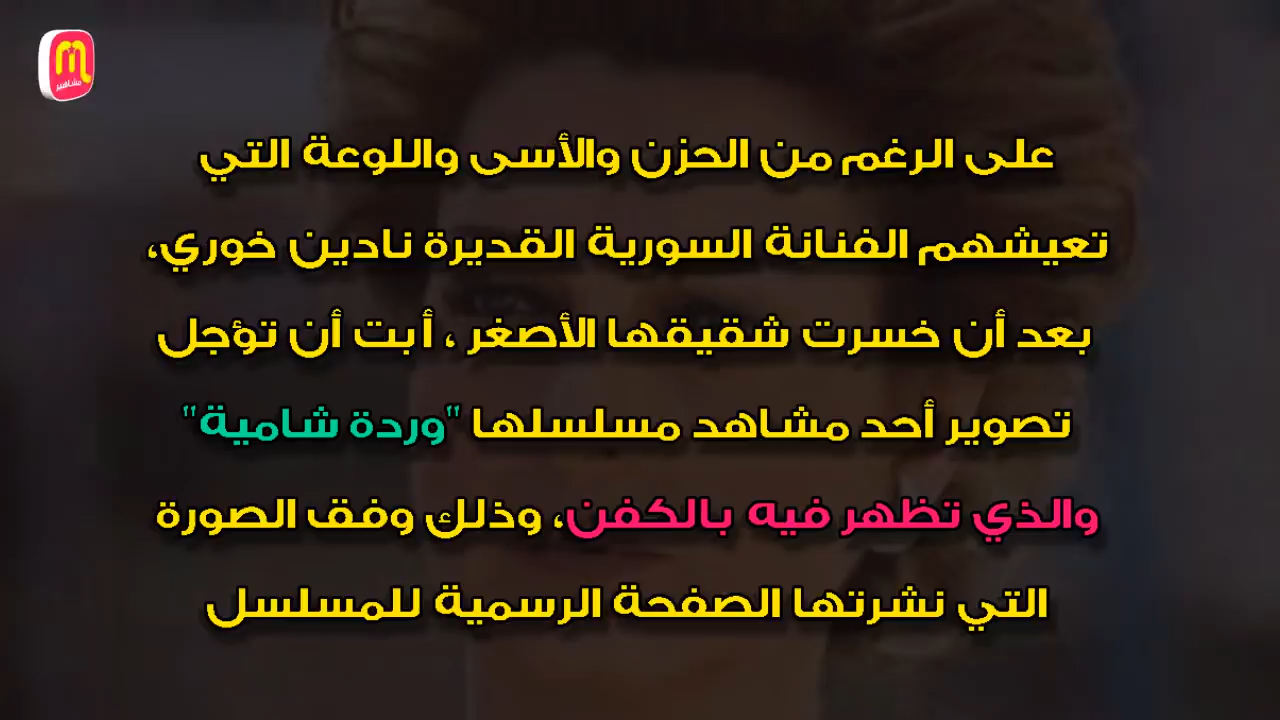 مشاهير
على الرغم من الحزن والأسى واللوعة التي
تعيشهم الفنانة السورية القديرة نادين خوري،
بعد أن خسرت شقيقها الأصغر ، أبت أن تؤجل
تصوير أحد مشاهد مسلسلها "وردة شامية"
والذي تظهر فيه بالكفن، وذلك وفق الصورة
التي نشرتها الصفحة الرسمية للمسلسل